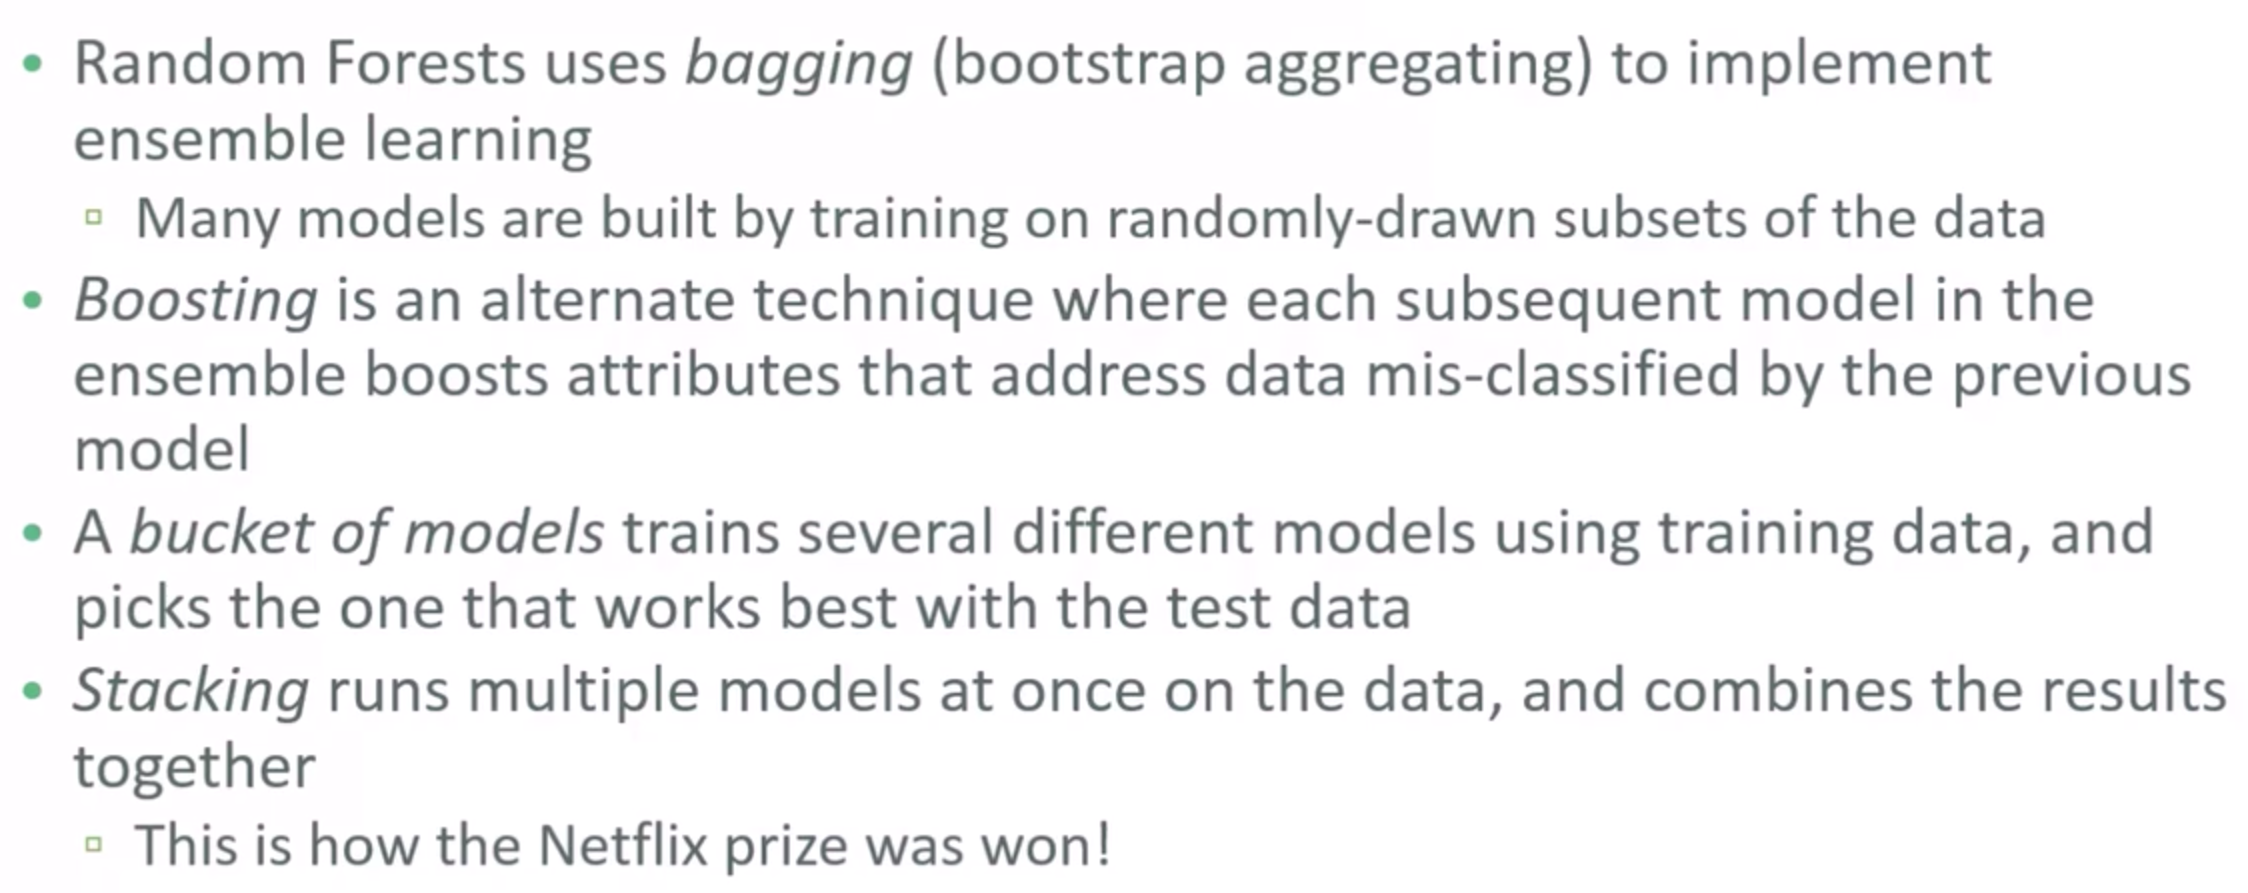 • Random Forests uses bagging (bootstrap aggregating) to implement
ensemble learning
▫ Many models are built by training on randomly-drawn subsets of the data
• Boosting is an alternate technique where each subsequent model in the
ensemble boosts attributes that address data mis-classified by the previous
model
• A bucket of models trains several different models using training data, and
picks the one that works best with the test data
• Stacking runs multiple models at once on the data, and combines the results
together
▫ This is how the Netflix prize was won!